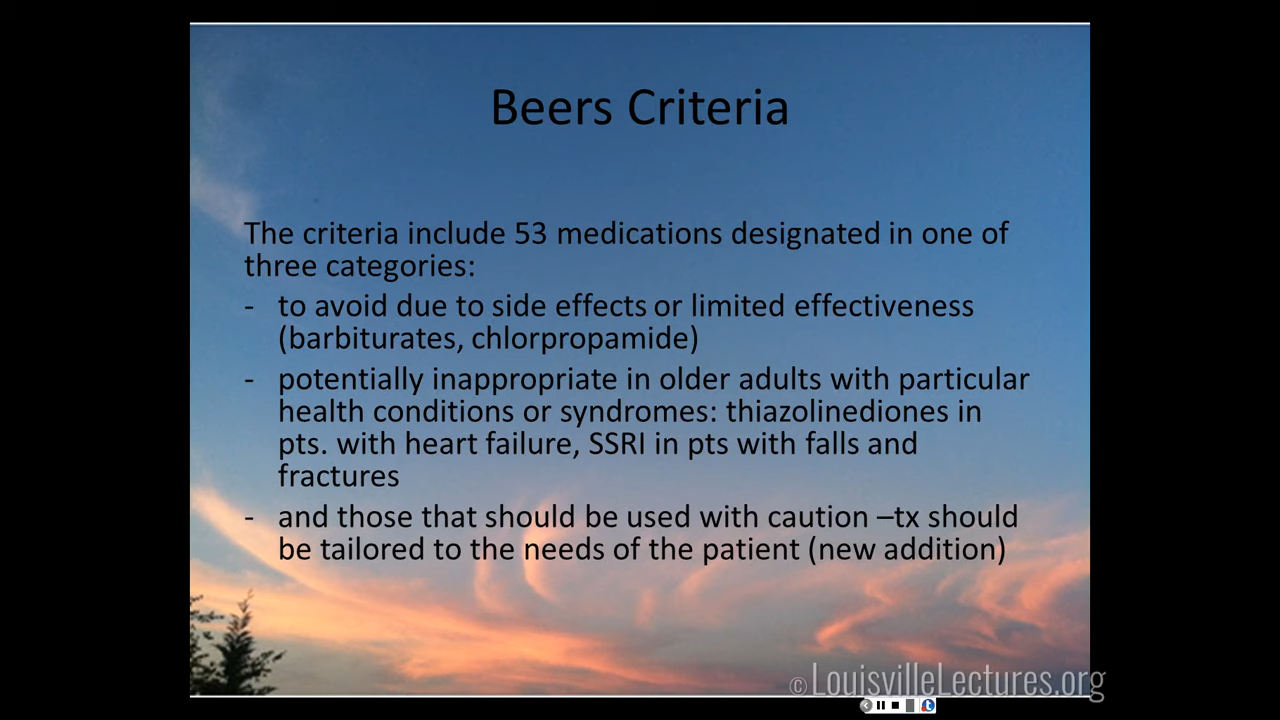 Beers Criteria
The criteria include 53 medications designated in one of
three categories:
- to avoid due to side effects or limited effectiveness
(barbiturates, chlorpropamide)
- potentially inappropriate in older adults with particular
health conditions or syndromes: thiazolinediones in
pts. with heart failure, SSRI in pts with falls and
fractures
- and those that should be used with caution –tx should
be tailored to the needs of the patient (new addition)
© LouisvilleLectures.org